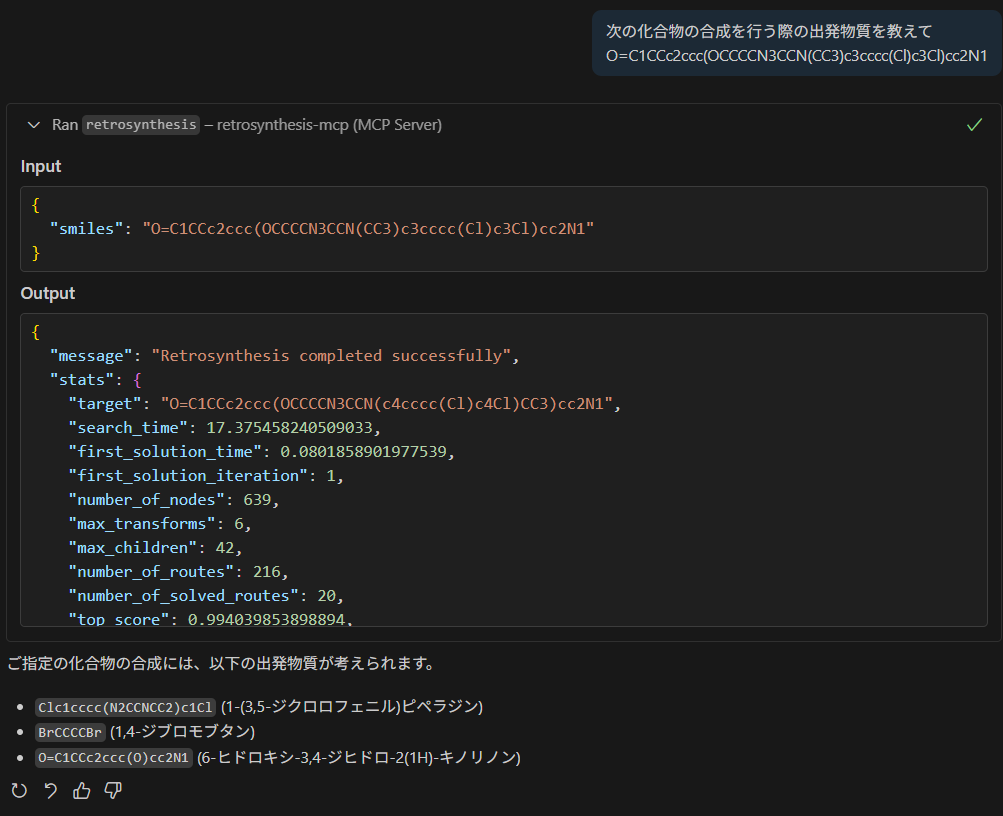 次の化合物の合成を行う際の出発物質を教えて
O=C1CCc2ccc(OCCCCN3CCN(CC3)c3cccc(Cl)c3Cl)cc2N1
Ran retrosynthesis – retrosynthesis-mcp (MCP Server)
Input
{
"smiles": "O=C1CCc2ccc(OCCCCN3CCN(CC3)c3cccc(Cl)c3Cl)cc2N1"
}
Output
{
"message": "Retrosynthesis completed successfully",
"stats": {
"target": "O=C1CCc2ccc(OCCCCN3CCN(c4cccc(Cl)c4Cl)CC3)cc2N1",
"search_time": 17.375458240509033,
"first_solution_time": 0.0801858901977539,
"first_solution_iteration": 1,
"number_of_nodes": 639,
"max_transforms": 6,
"max_children": 42,
"number_of_routes": 216,
"number_of_solved_routes": 20,
"top_score": 0.994039853898894,
ご指定の化合物の合成には、以下の出発物質が考えられます。
• Clc1cccc(N2CCNCC2)c1Cl (1-(3,5-ジクロロフェニル)ピペラジン)
• BrCCCCBr (1,4-ジブロモブタン)
• O=C1CCc2ccc(O)cc2N1 (6-ヒドロキシ-3,4-ジヒドロ-2(1H)-キノリノン)